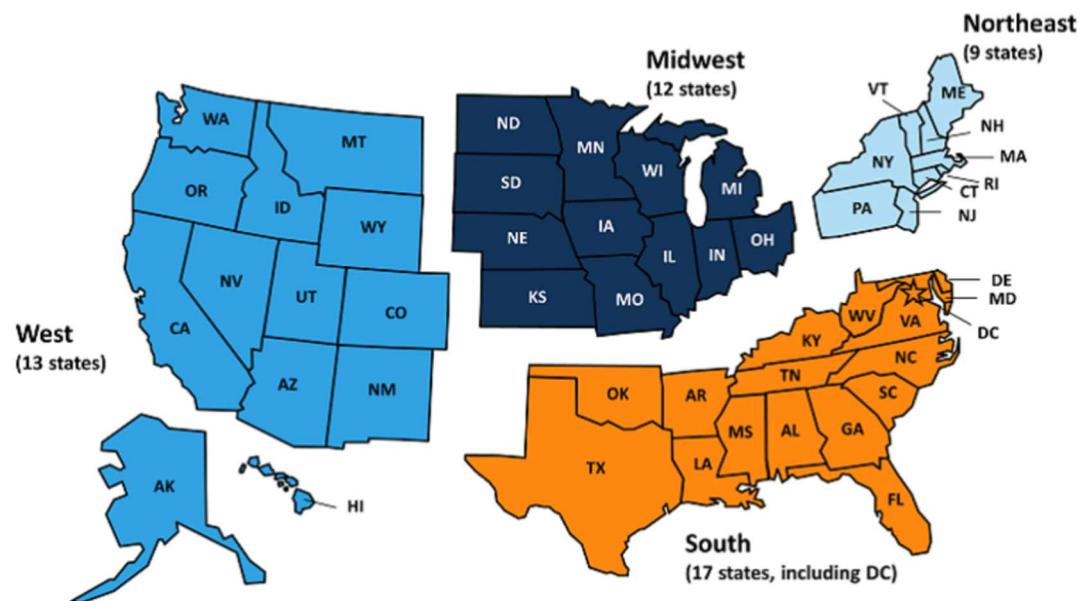 Northeast
(9 states)
Midwest
(12 states)
VT
ME
WA
MT
ND
MN
NH
OR
ID
SD
WI
MI
NY
MA
RI
CT
WY
NE
IA
PA
NJ
NV
UT
CO
KS
MO
IL
IN
OH
West
(13 states)
CA
AZ
NM
DE
MD
DC
WV
VA
KY
NC
TN
SC
OK
AR
MS
AL
GA
TX
LA
FL
AK
HI
South
(17 states, including DC)